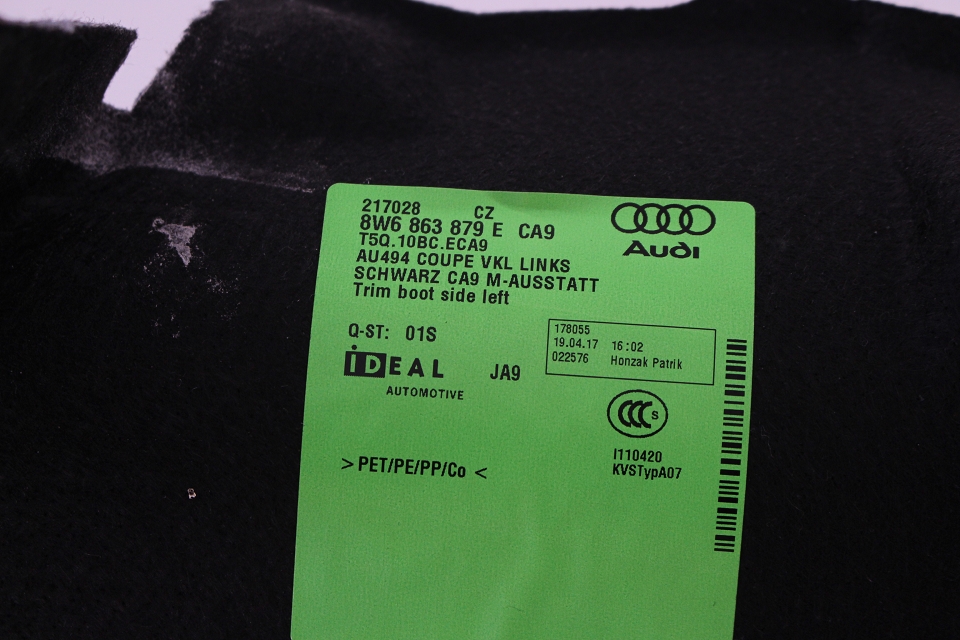 217028 CZ
8W6 863 879 E CA9
T5Q.10BC.ECA9
AU494 COUPE VKL LINKS
SCHWARZ CA9 M-AUSSTATT
Trim boot side left
Audi
Q-ST: 01S
iDEAL
AUTOMOTIVE
JA9
178055
19.04.17 16:02
022576 Honzak Patrik
CCC S
I110420
KVSTypA07
> PET/PE/PP/Co <